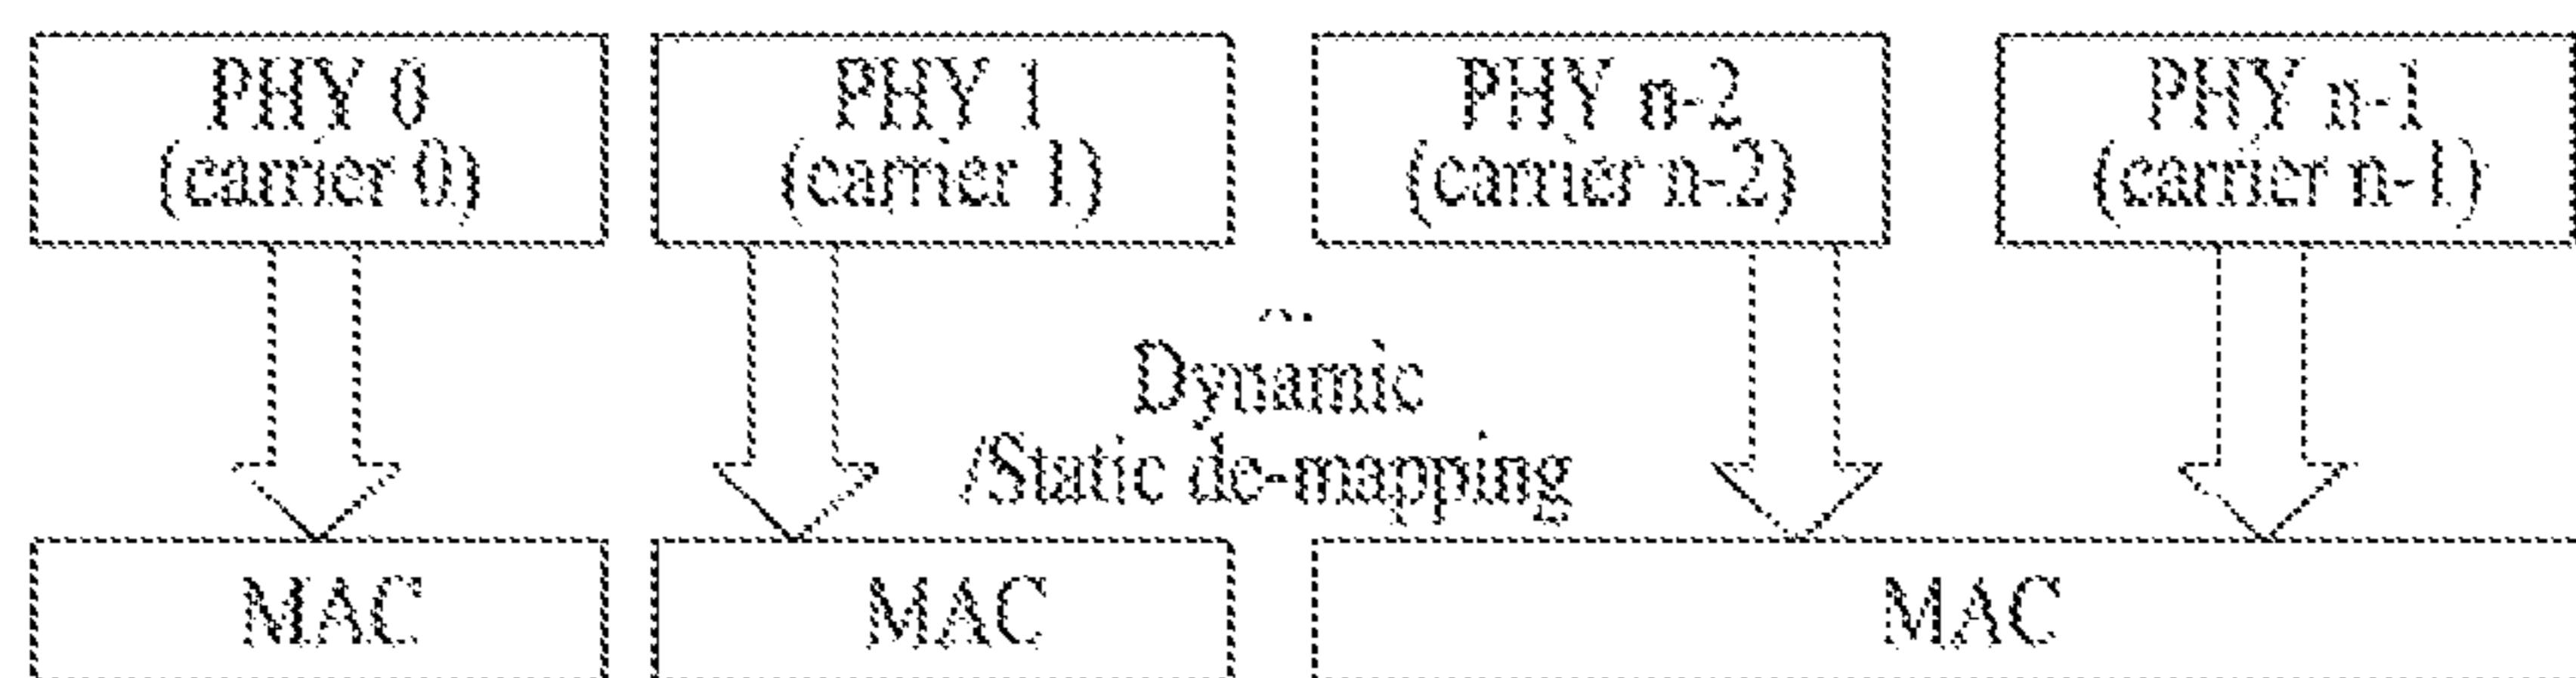 PHY 0
(carrier 0)
PHY 1
(carrier 1)
PHY n-2
(carrier n-2)
PHY n-1
(carrier n-1)
Dynamic
/Static de-mapping
MAC
MAC
MAC